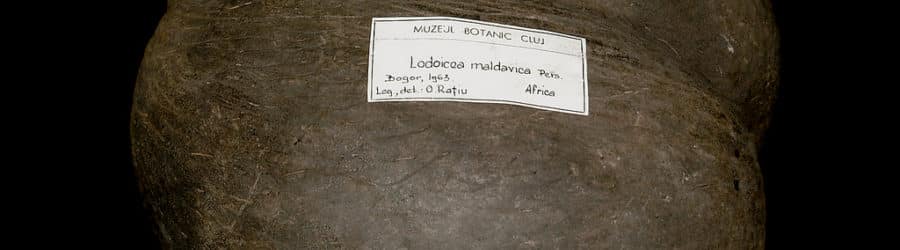 MUZEUL BOTANIC CLUJ
Lodoicea maldavica Pers.
Bogor, 1963.
Leg., det.: O. Rațiu Africa